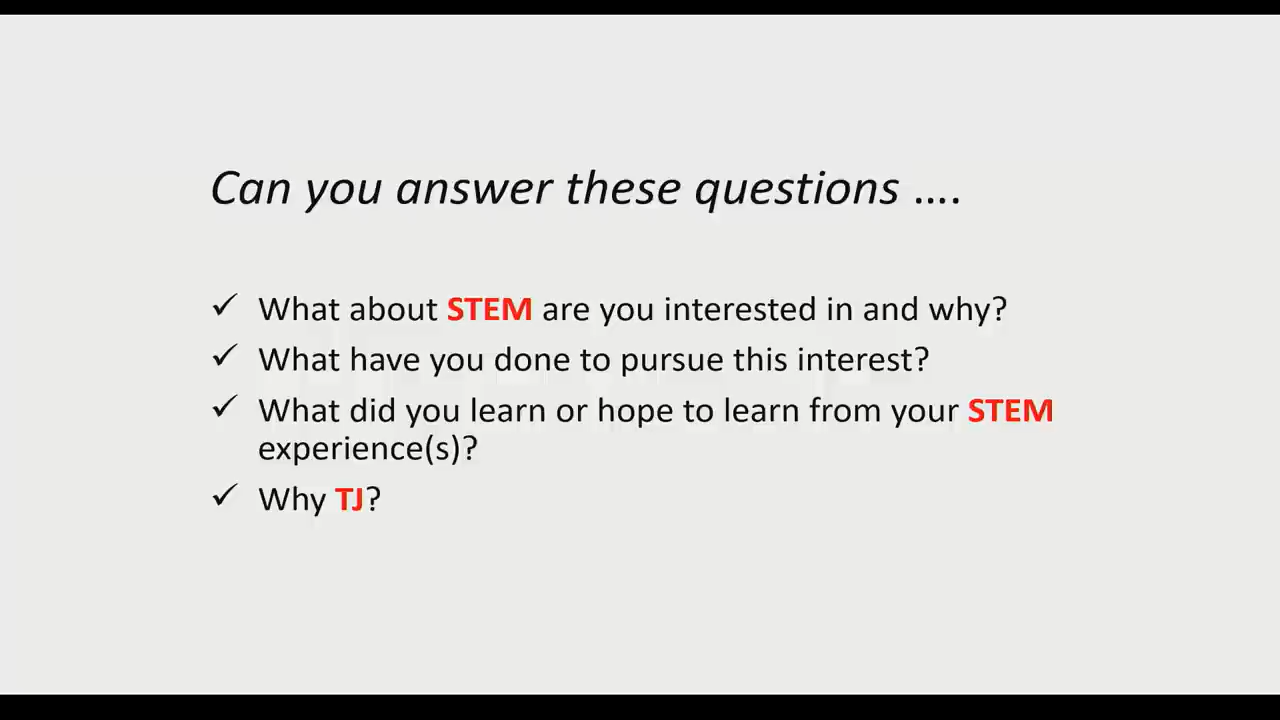 Can you answer these questions ....
✓ What about STEM are you interested in and why?
✓ What have you done to pursue this interest?
✓ What did you learn or hope to learn from your STEM
experience(s)?
✓ Why TJ?